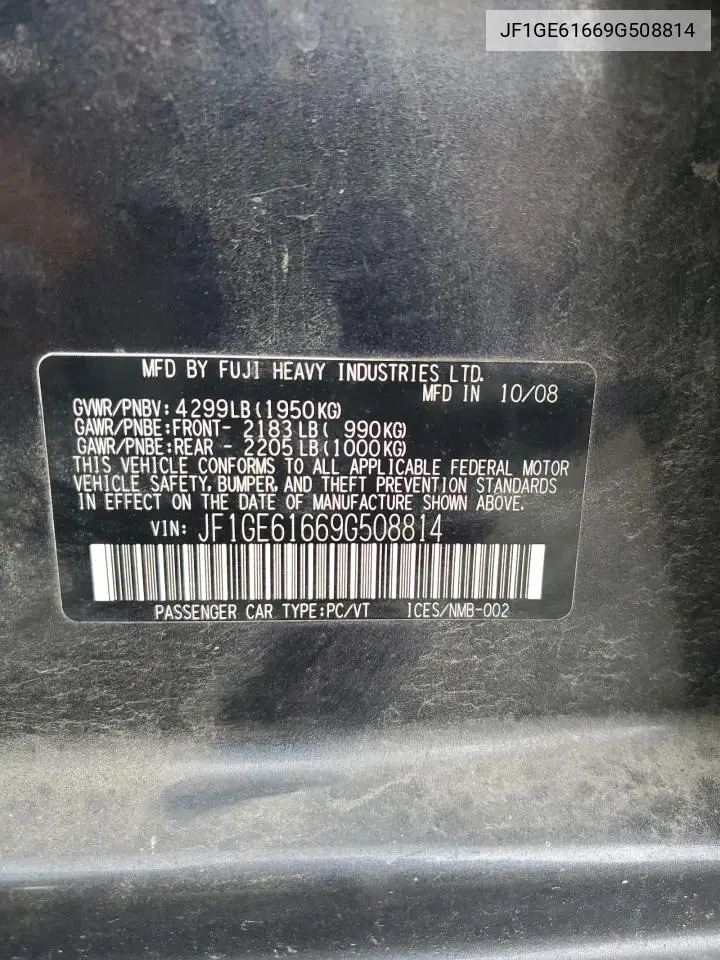 JF1GE61669G508814
MFD BY FUJI HEAVY INDUSTRIES LTD.
MFD IN 10/08
GVWR/PNBV: 4299LB(1950KG)
GAWR/PNBE:FRONT- 2183LB( 990KG)
GAWR/PNBE:REAR - 2205LB(1000KG)
THIS VEHICLE CONFORMS TO ALL APPLICABLE FEDERAL MOTOR
VEHICLE SAFETY, BUMPER, AND THEFT PREVENTION STANDARDS
IN EFFECT ON THE DATE OF MANUFACTURE SHOWN ABOVE.
VIN: JF1GE61669G508814
PASSENGER CAR TYPE:PC/VT ICES/NMB-002